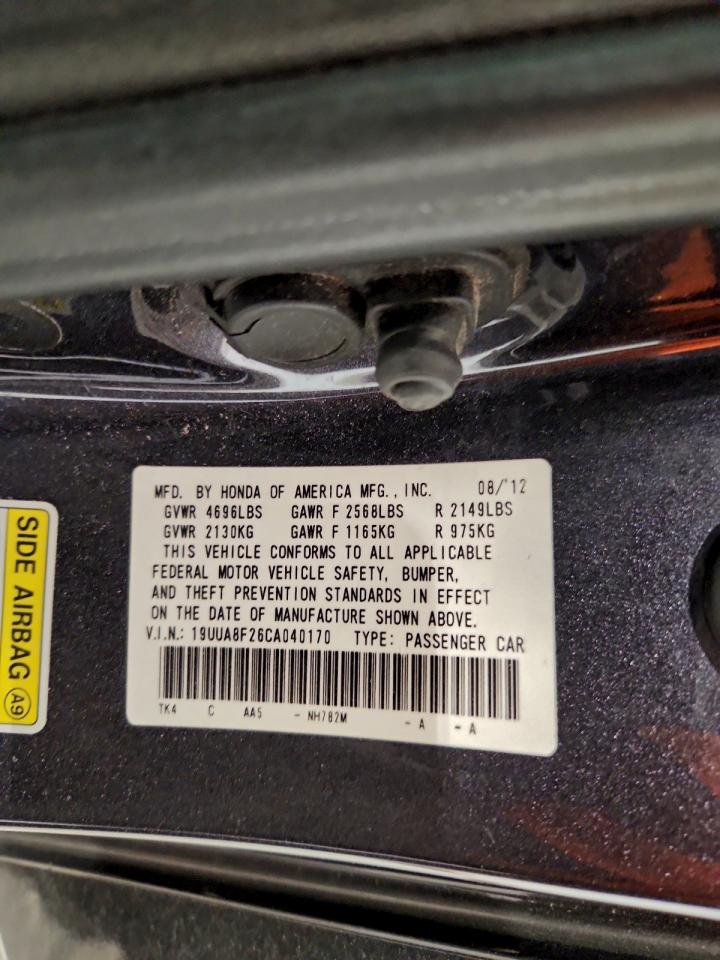 MFD. BY HONDA OF AMERICA MFG., INC. 08/'12
GVWR 4696LBS GAWR F 2568LBS R 2149LBS
GVWR 2130KG GAWR F 1165KG R 975KG
THIS VEHICLE CONFORMS TO ALL APPLICABLE
FEDERAL MOTOR VEHICLE SAFETY, BUMPER,
AND THEFT PREVENTION STANDARDS IN EFFECT
ON THE DATE OF MANUFACTURE SHOWN ABOVE.
V.I.N.: 19UUA8F26CA040170 TYPE: PASSENGER CAR
TK4 C AA5 - NH782M - A - A
SIDE AIRBAG A9